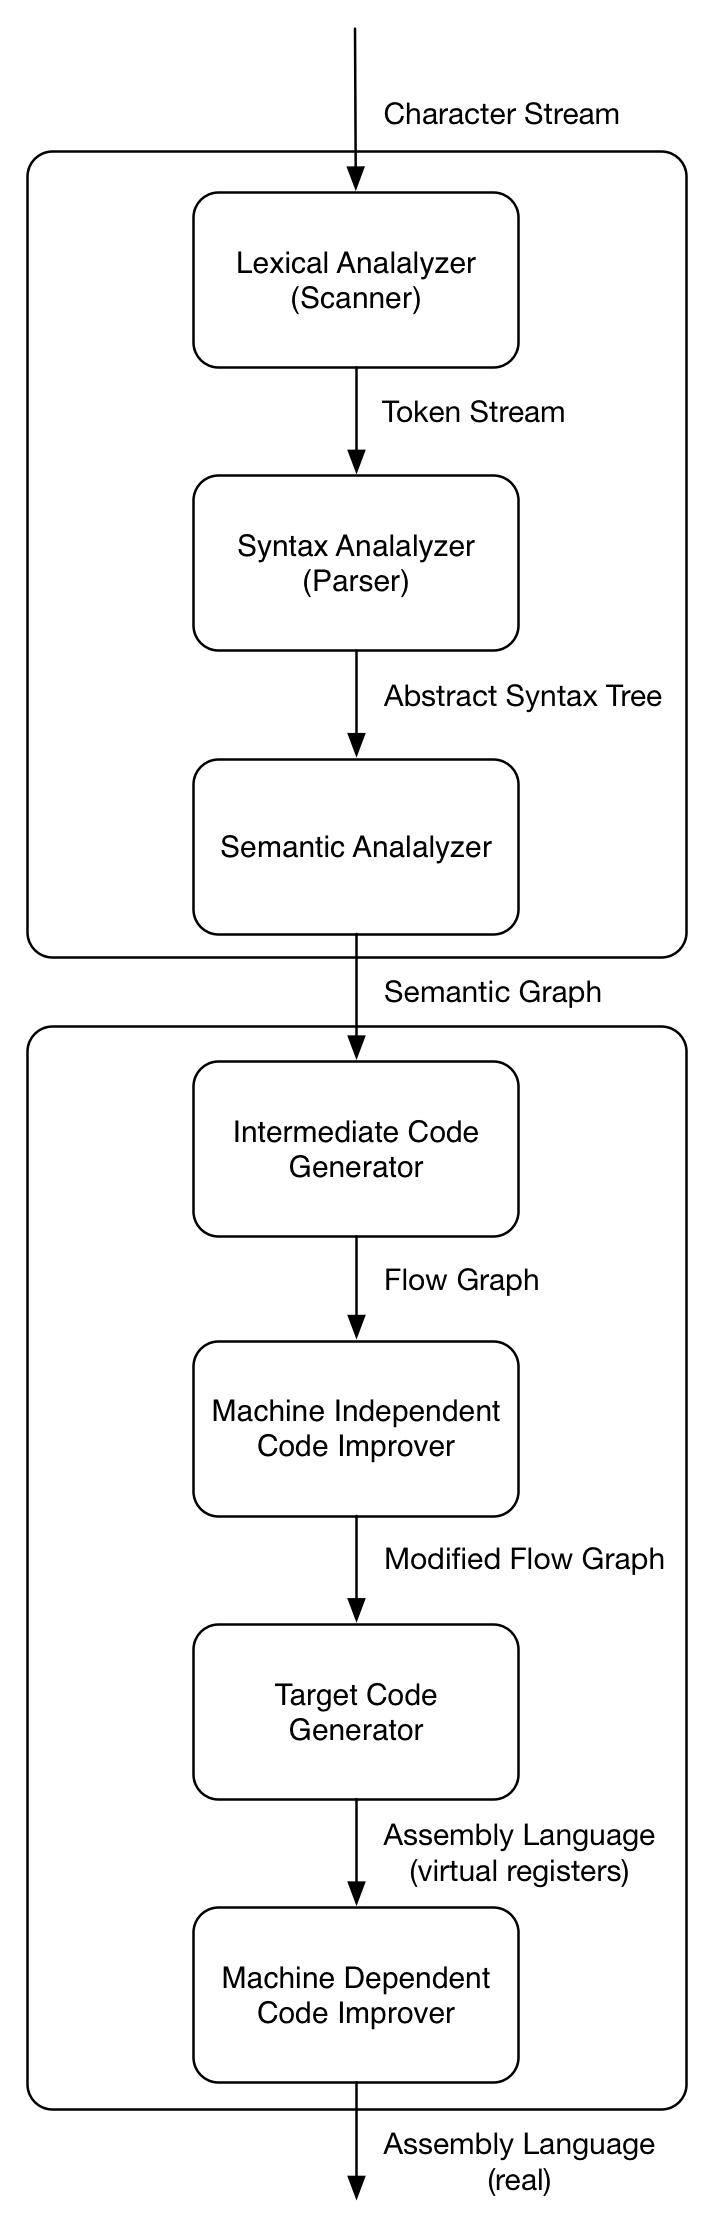 Character Stream
Lexical Analalyzer
(Scanner)
Token Stream
Syntax Analalyzer
(Parser)
Abstract Syntax Tree
Semantic Analalyzer
Semantic Graph
Intermediate Code
Generator
Flow Graph
Machine Independent
Code Improver
Modified Flow Graph
Target Code
Generator
Assembly Language
(virtual registers)
Machine Dependent
Code Improver
Assembly Language
(real)